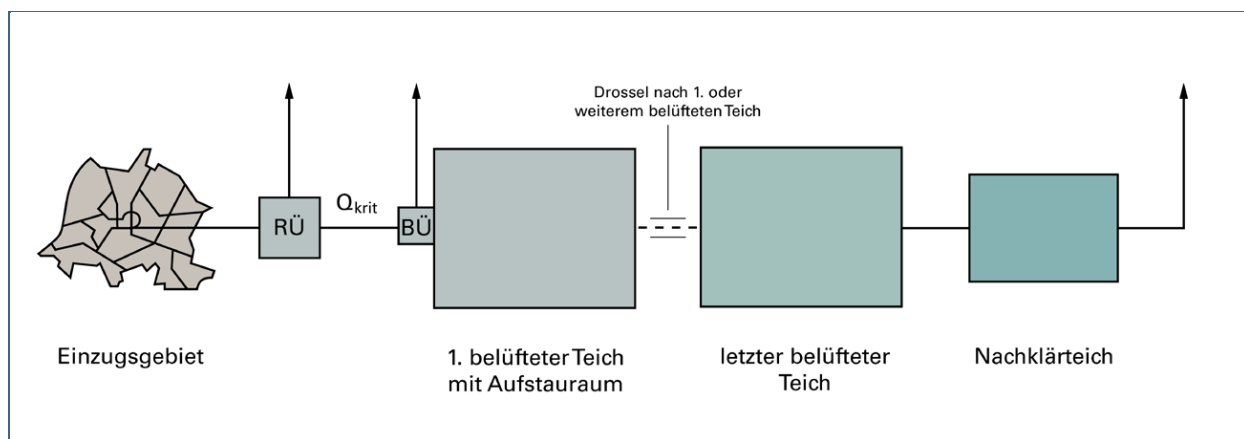 Drossel nach 1. oder
weiterem belüfteten Teich
RÜ
Qkrit
BÜ
Einzugsgebiet
1. belüfteter Teich
mit Aufstauraum
letzter belüfteter
Teich
Nachklärteich